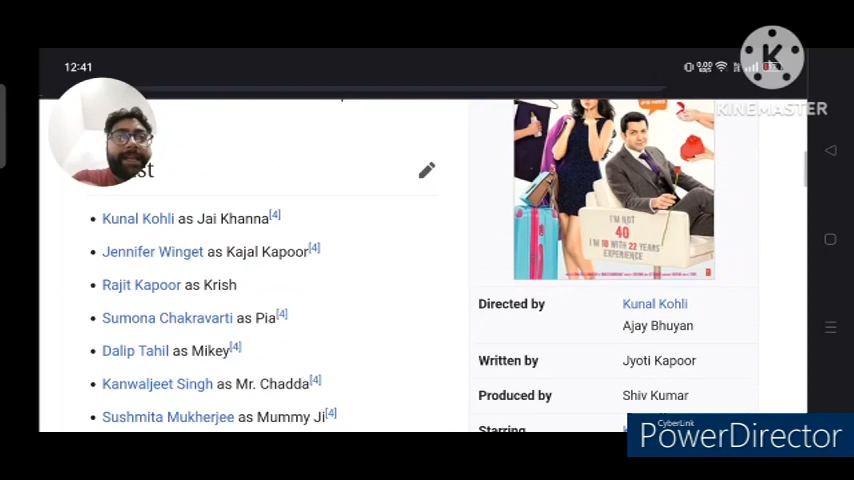 12:41
KINEMASTER
st
Kunal Kohli as Jai Khanna[4]
Jennifer Winget as Kajal Kapoor[4]
Rajit Kapoor as Krish
Sumona Chakravarti as Pia[4]
Dalip Tahil as Mikey[4]
Kanwaljeet Singh as Mr. Chadda[4]
Sushmita Mukherjee as Mummy Ji[4]
I'M NOT
40
I'M 18 WITH 22 YEARS
EXPERIENCE
Directed by Kunal Kohli
Ajay Bhuyan
Written by Jyoti Kapoor
Produced by Shiv Kumar
Starring
CyberLink
PowerDirector